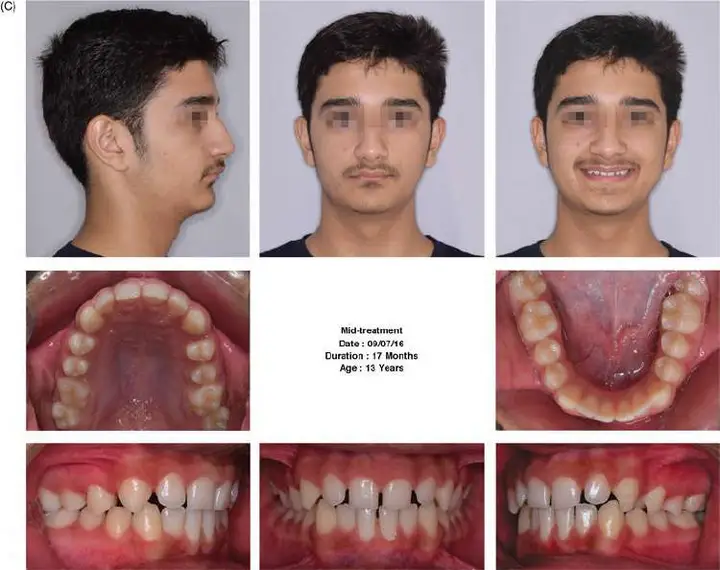 (C)
Mid-treatment
Date : 09/07/16
Duration : 17 Months
Age : 13 Years